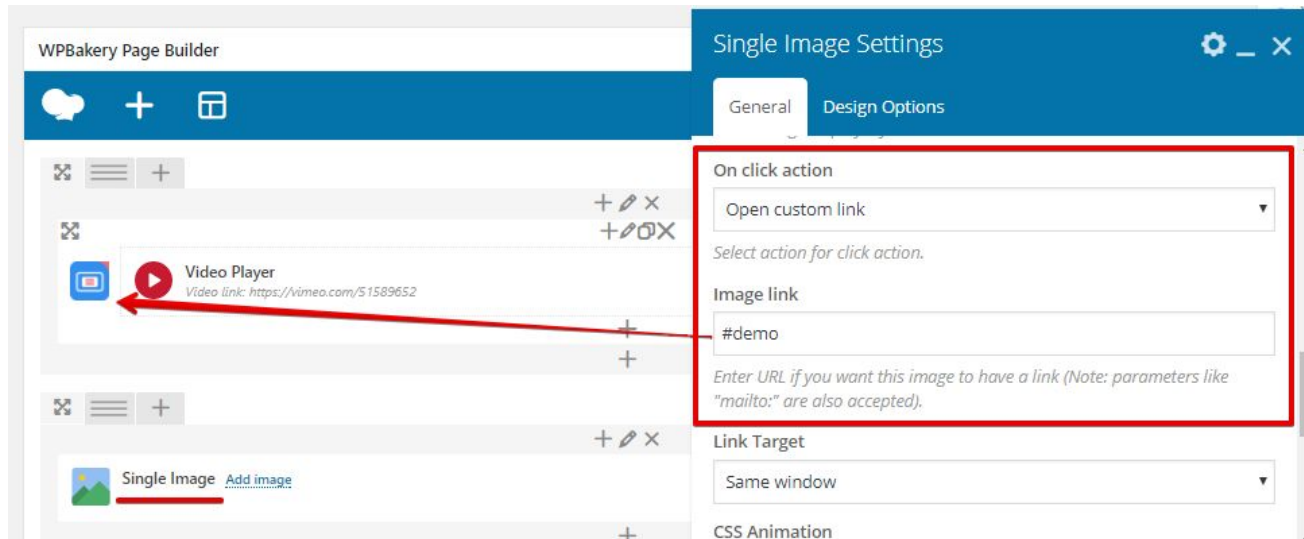 WPBakery Page Builder
Video Player
Video link: https://vimeo.com/51589652
Single Image Add image
Single Image Settings
General Design Options
On click action
Open custom link
Select action for click action.
Image link
#demo
Enter URL if you want this image to have a link (Note: parameters like
"mailto:" are also accepted).
Link Target
Same window
CSS Animation